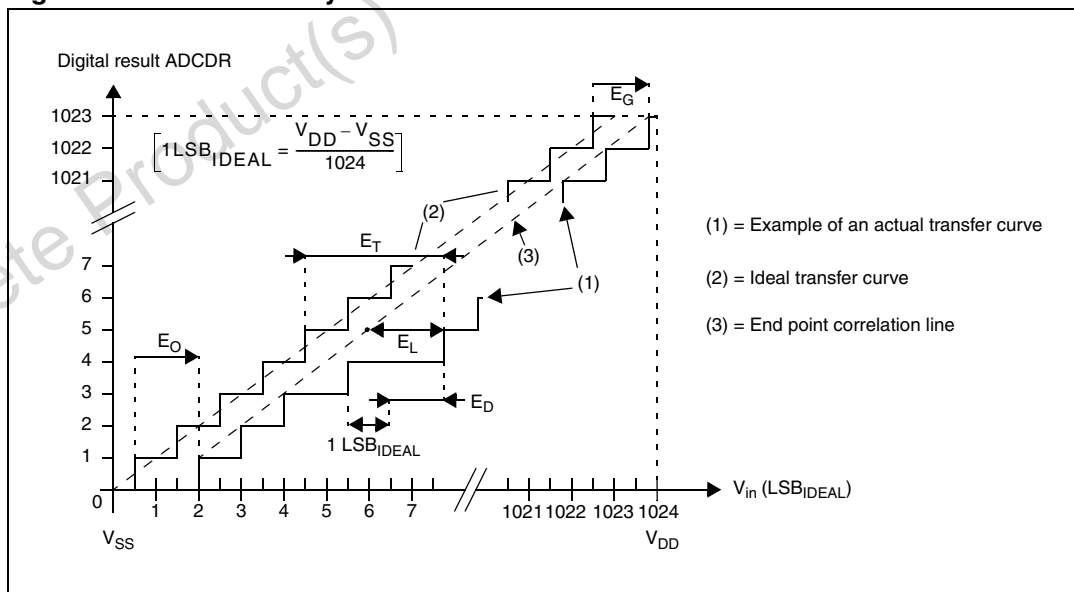 Digital result ADCDR
E_G
1023
1022
1021
[1LSB_IDEAL = (V_DD – V_SS) / 1024]
(2)
E_T
(3)
(1)
7
6
5
4
3
2
1
0
E_O
E_L
E_D
1 LSB_IDEAL
1 2 3 4 5 6 7 1021 1022 1023 1024
V_in (LSB_IDEAL)
V_SS
V_DD
(1) = Example of an actual transfer curve
(2) = Ideal transfer curve
(3) = End point correlation line
ete Product(s)